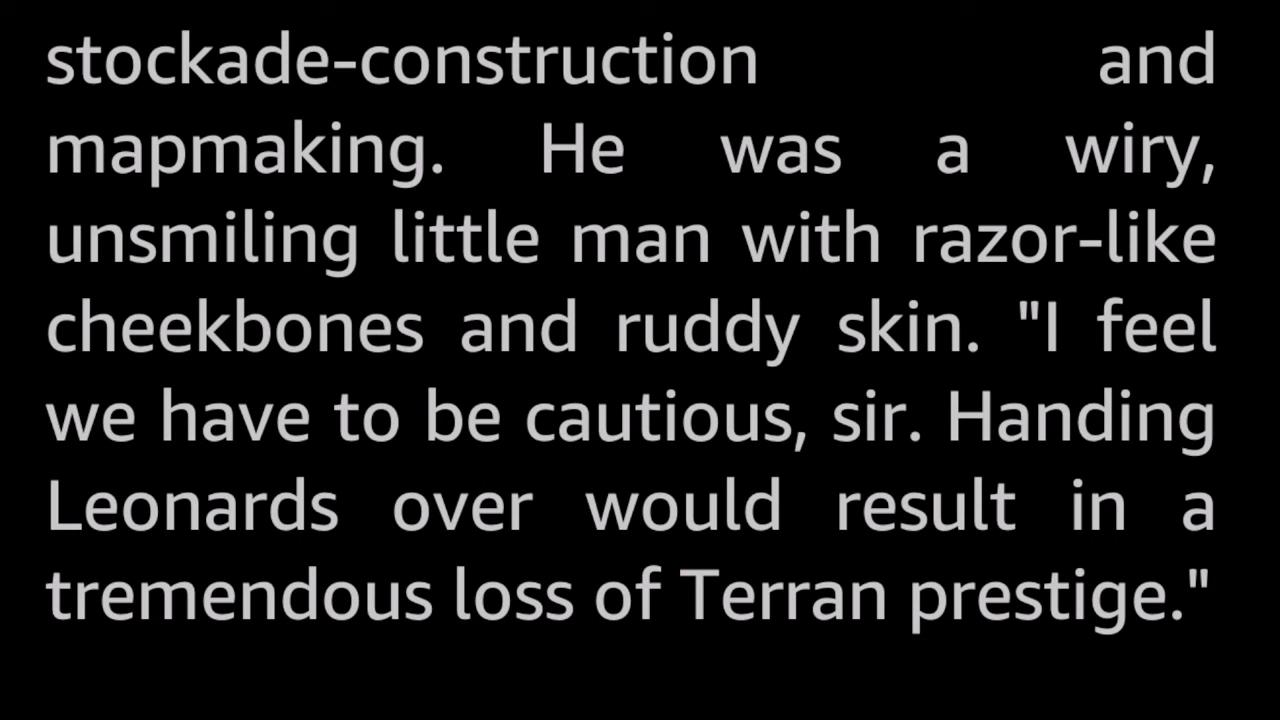 stockade-construction and
mapmaking. He was a wiry,
unsmiling little man with razor-like
cheekbones and ruddy skin. "I feel
we have to be cautious, sir. Handing
Leonards over would result in a
tremendous loss of Terran prestige."